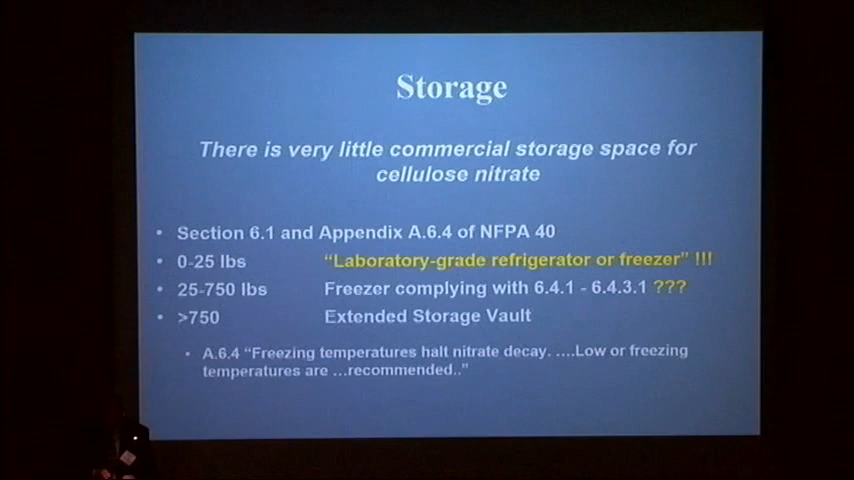 Storage
There is very little commercial storage space for
cellulose nitrate
• Section 6.1 and Appendix A.6.4 of NFPA 40
• 0-25 lbs “Laboratory-grade refrigerator or freezer” !!!
• 25-750 lbs Freezer complying with 6.4.1 - 6.4.3.1 ???
• >750 Extended Storage Vault
• A.6.4 “Freezing temperatures halt nitrate decay. ....Low or freezing
temperatures are ...recommended..”